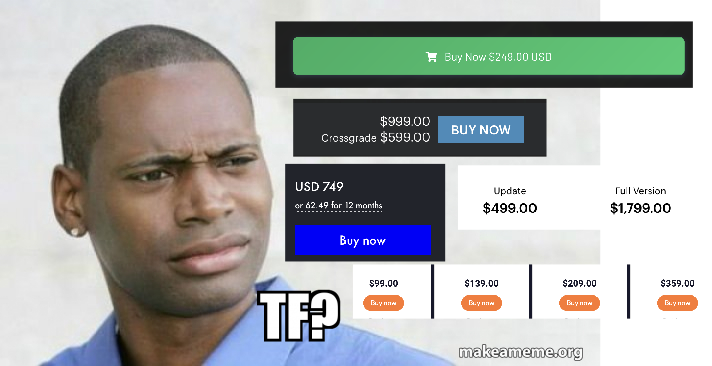 Buy Now $249.00 USD
$999.00
Crossgrade $599.00
BUY NOW
USD 749
or 62.49 for 12 months
Buy now
Update
Full Version
$499.00
$1,799.00
$99.00
$139.00
$209.00
$359.00
Buy now
Buy now
Buy now
Buy now
TF?
makeameme.org